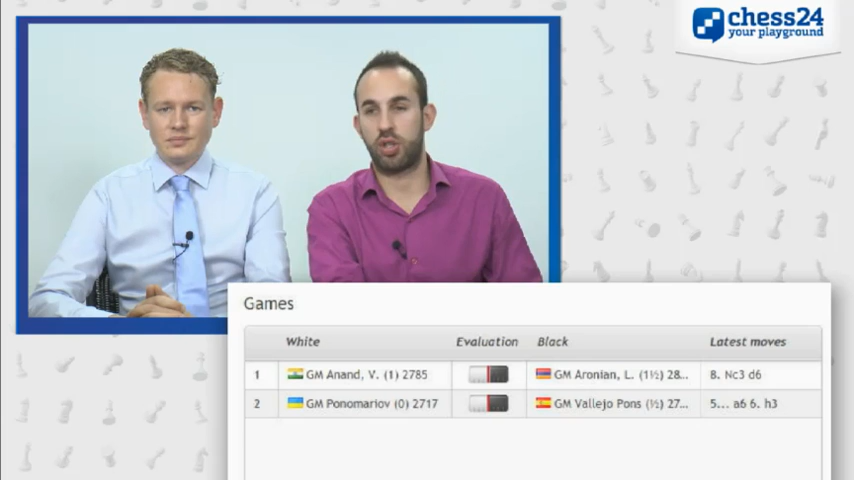 chess24
your playground
Games
White Evaluation Black Latest moves
1 GM Anand, V. (1) 2785 GM Aronian, L. (1½) 28... 8. Nc3 d6
2 GM Ponomariov (0) 2717 GM Vallejo Pons (½) 27... 5... a6 6. h3